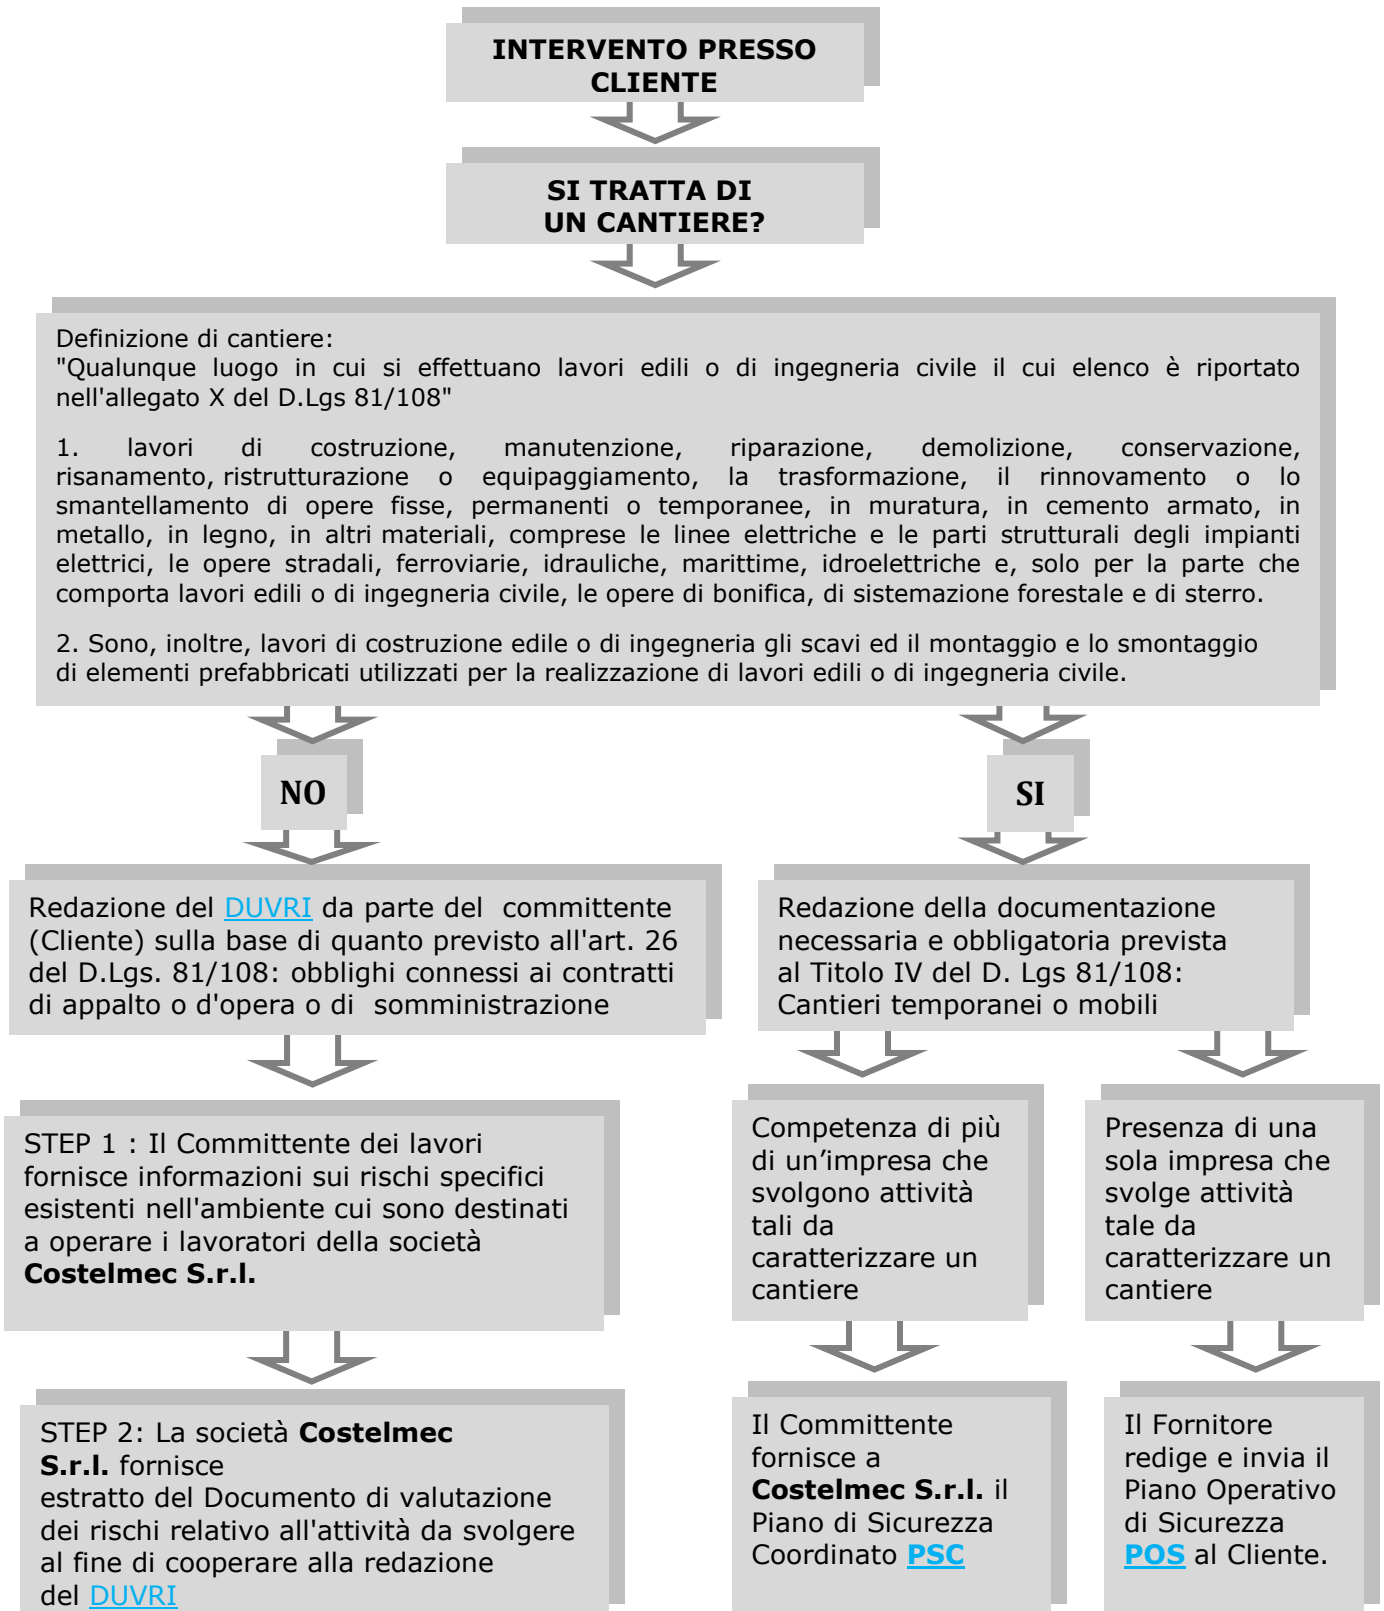 INTERVENTO PRESSO
CLIENTE
SI TRATTA DI
UN CANTIERE?
Definizione di cantiere:
"Qualunque luogo in cui si effettuano lavori edili o di ingegneria civile il cui elenco è riportato
nell'allegato X del D.Lgs 81/108"
1. lavori di costruzione, manutenzione, riparazione, demolizione, conservazione,
risanamento, ristrutturazione o equipaggiamento, la trasformazione, il rinnovamento o lo
smantellamento di opere fisse, permanenti o temporanee, in muratura, in cemento armato, in
metallo, in legno, in altri materiali, comprese le linee elettriche e le parti strutturali degli impianti
elettrici, le opere stradali, ferroviarie, idrauliche, marittime, idroelettriche e, solo per la parte che
comporta lavori edili o di ingegneria civile, le opere di bonifica, di sistemazione forestale e di sterro.
2. Sono, inoltre, lavori di costruzione edile o di ingegneria gli scavi ed il montaggio e lo smontaggio
di elementi prefabbricati utilizzati per la realizzazione di lavori edili o di ingegneria civile.
NO
SI
Redazione del DUVRI da parte del committente
(Cliente) sulla base di quanto previsto all'art. 26
del D.Lgs. 81/108: obblighi connessi ai contratti
di appalto o d'opera o di somministrazione
Redazione della documentazione
necessaria e obbligatoria prevista
al Titolo IV del D. Lgs 81/108:
Cantieri temporanei o mobili
STEP 1 : Il Committente dei lavori
fornisce informazioni sui rischi specifici
esistenti nell'ambiente cui sono destinati
a operare i lavoratori della società
Costelmec S.r.l.
Competenza di più
di un’impresa che
svolgono attività
tali da
caratterizzare un
cantiere
Presenza di una
sola impresa che
svolge attività
tale da
caratterizzare un
cantiere
STEP 2: La società Costelmec
S.r.l. fornisce
estratto del Documento di valutazione
dei rischi relativo all'attività da svolgere
al fine di cooperare alla redazione
del DUVRI
Il Committente
fornisce a
Costelmec S.r.l. il
Piano di Sicurezza
Coordinato PSC
Il Fornitore
redige e invia il
Piano Operativo
di Sicurezza
POS al Cliente.